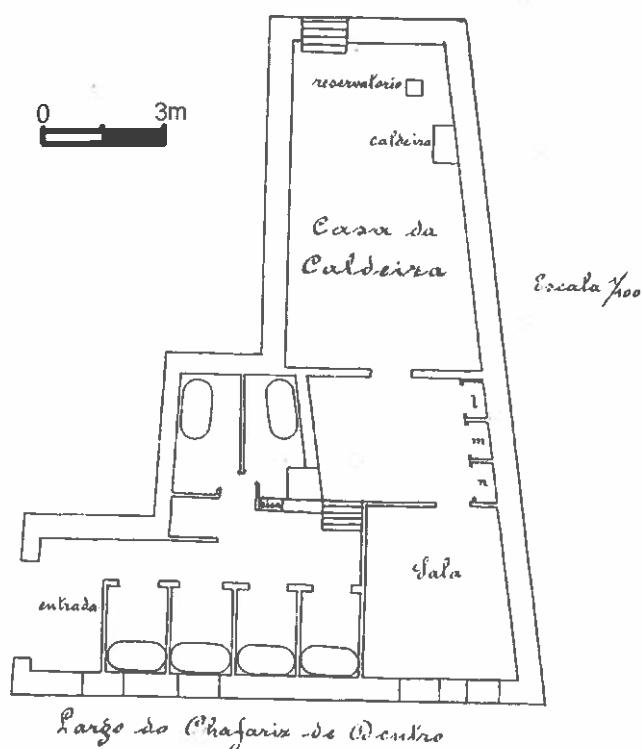 0 3m
reservatorio
caldeira
Casa da
Caldeira
Escala 1/100
l
m
n
Sala
entrada
Largo do Chafariz de Dentro